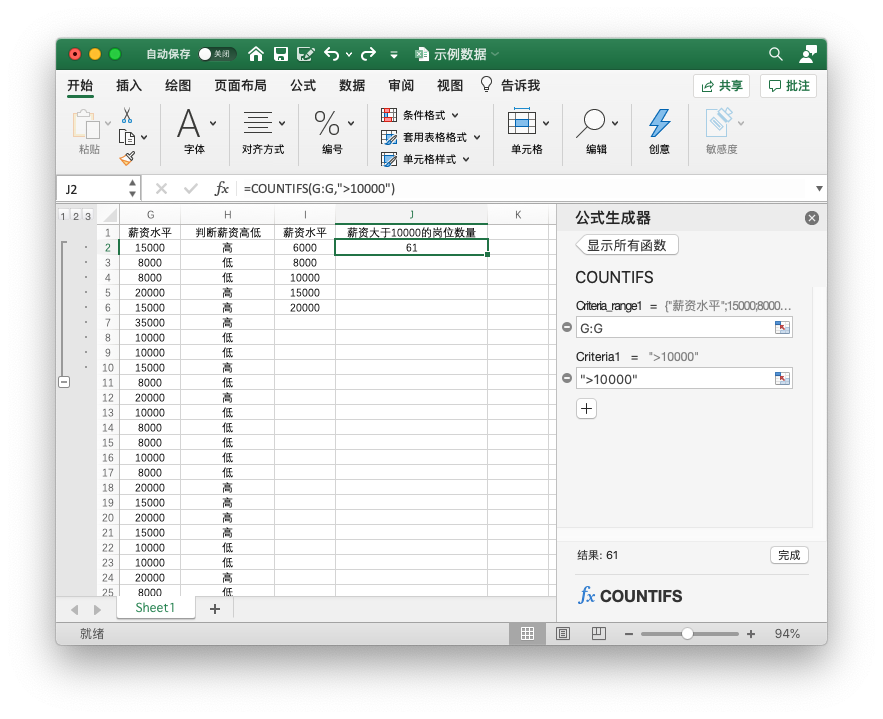 自动保存 关闭 示例数据
开始 插入 绘图 页面布局 公式 数据 审阅 视图 告诉我 共享 批注
粘贴 字体 对齐方式 % 编号 条件格式 套用表格格式 单元格样式 单元格 编辑 创意 敏感度
J2 fx =COUNTIFS(G:G,">10000")
1 2 3 G H I J K
1 薪资水平 判断薪资高低 薪资水平 薪资大于10000的岗位数量
2 15000 高 6000 61
3 8000 低 8000
4 8000 低 10000
5 20000 高 15000
6 15000 高 20000
7 35000 高
8 10000 低
9 10000 低
10 15000 高
11 8000 低
12 20000 高
13 10000 低
14 8000 低
15 8000 低
16 10000 低
17 8000 低
18 20000 高
19 15000 高
20 20000 高
21 15000 高
22 10000 低
23 10000 低
24 20000 高
25 8000 低
公式生成器
显示所有函数
COUNTIFS
Criteria_range1 = {"薪资水平";15000;8000...
G:G
Criteria1 = ">10000"
">10000"
结果: 61 完成
fx COUNTIFS
Sheet1
就绪 94%